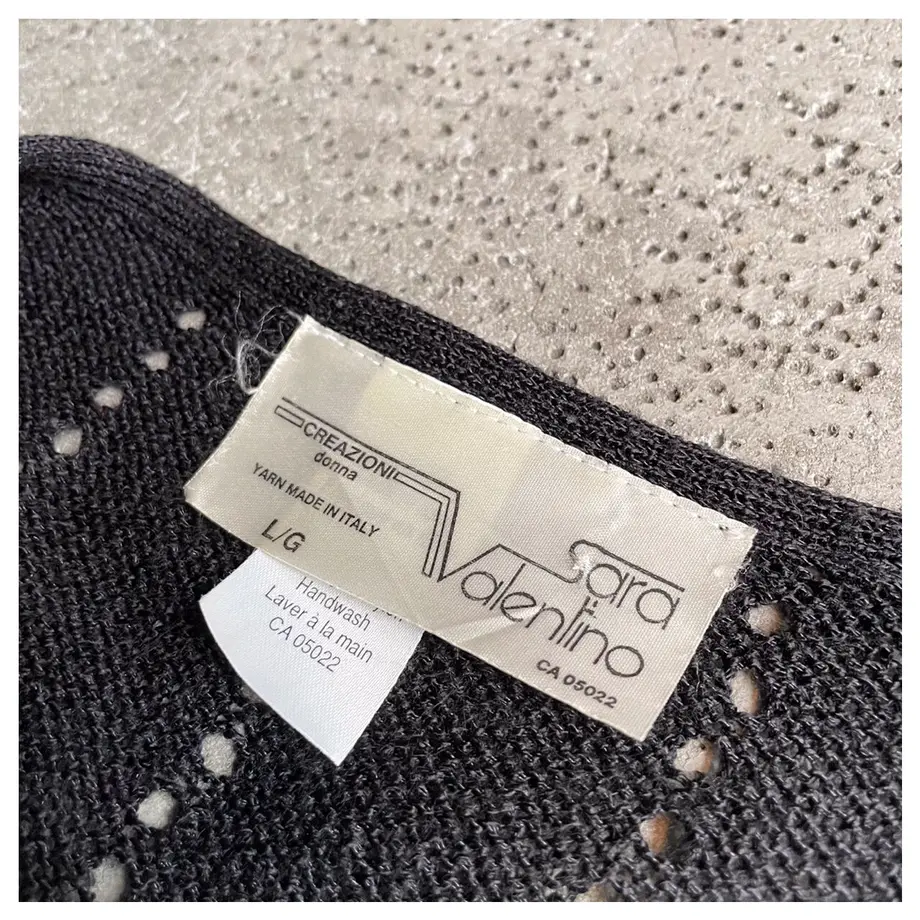 CREAZIONI
donna
YARN MADE IN ITALY
L/G
Sara
Valentino
CA 05022
Handwash
Laver à la main
CA 05022